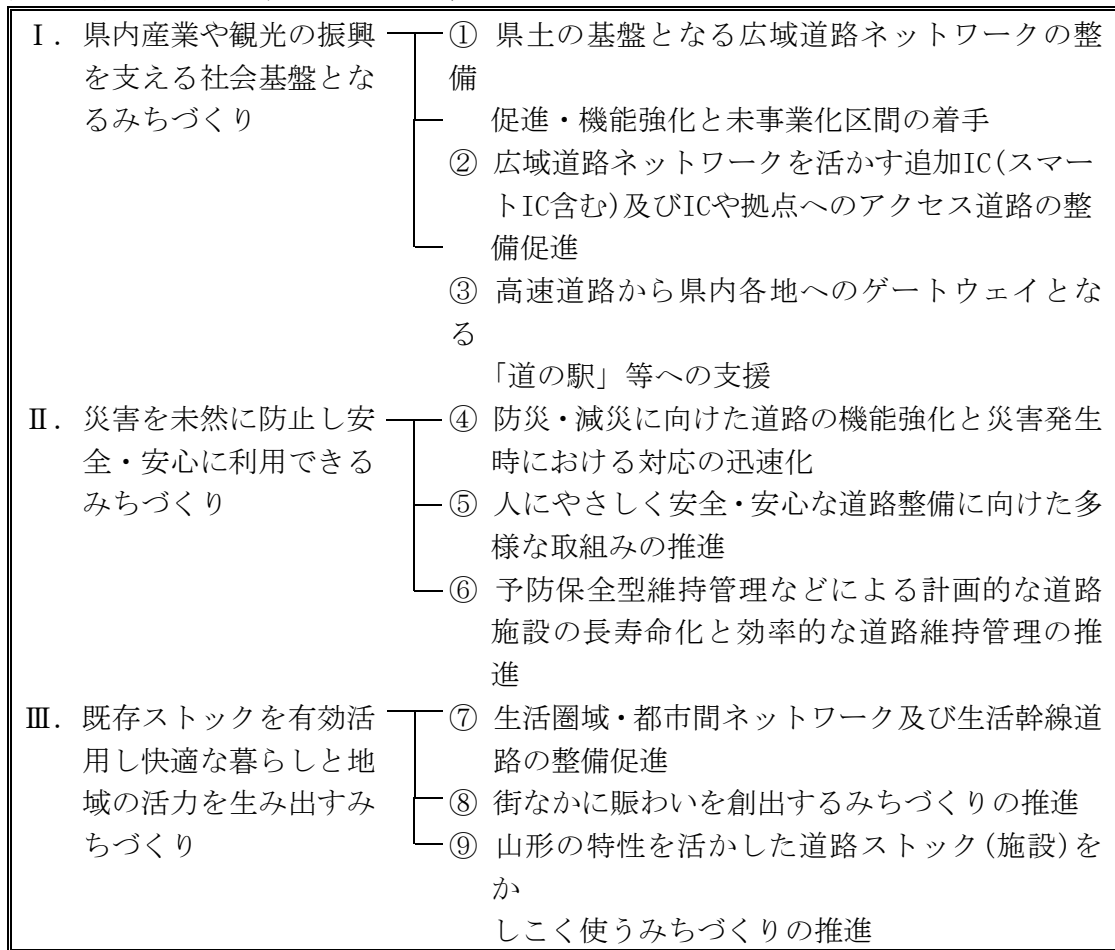 Ⅰ．県内産業や観光の振興
を支える社会基盤とな
るみちづくり
① 県土の基盤となる広域道路ネットワークの整
備
促進・機能強化と未事業化区間の着手
② 広域道路ネットワークを活かす追加IC(スマー
トIC含む)及びICや拠点へのアクセス道路の整
備促進
③ 高速道路から県内各地へのゲートウェイとな
る
「道の駅」等への支援
Ⅱ．災害を未然に防止し安
全・安心に利用できる
みちづくり
④ 防災・減災に向けた道路の機能強化と災害発生
時における対応の迅速化
⑤ 人にやさしく安全・安心な道路整備に向けた多
様な取組みの推進
⑥ 予防保全型維持管理などによる計画的な道路
施設の長寿命化と効率的な道路維持管理の推
進
Ⅲ．既存ストックを有効活
用し快適な暮らしと地
域の活力を生み出すみ
ちづくり
⑦ 生活圏域・都市間ネットワーク及び生活幹線道
路の整備促進
⑧ 街なかに賑わいを創出するみちづくりの推進
⑨ 山形の特性を活かした道路ストック(施設)を
か
しこく使うみちづくりの推進